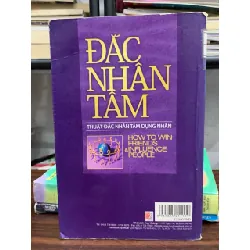 ĐẮC
NHÂN
TÂM
THUẬT ĐẮC NHÂN TÂM DỤNG NHÂN
HOW TO WIN
FRIENDS
& INFLUENCE
PEOPLE